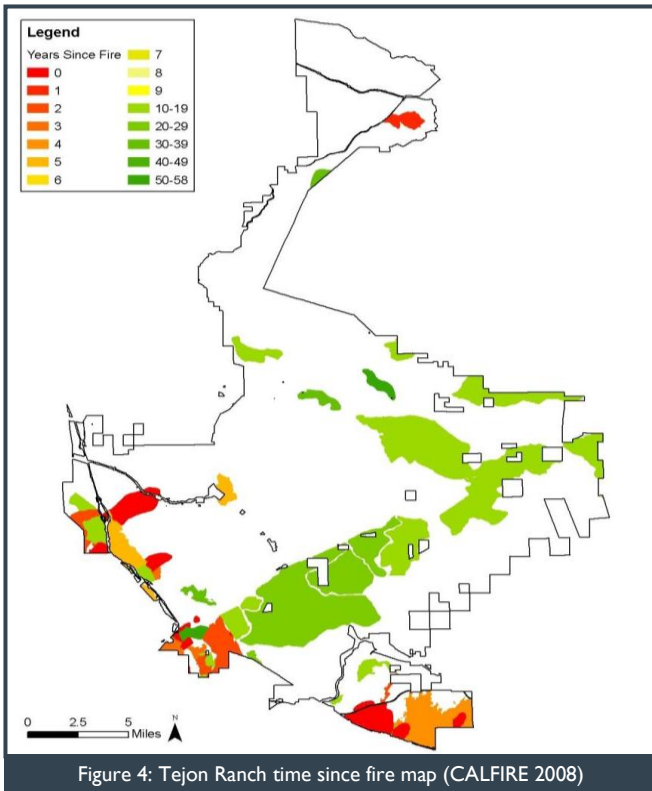 Legend
Years Since Fire
0
1
2
3
4
5
6
7
8
9
10-19
20-29
30-39
40-49
50-58
0 2.5 5
Miles
N
Figure 4: Tejon Ranch time since fire map (CALFIRE 2008)